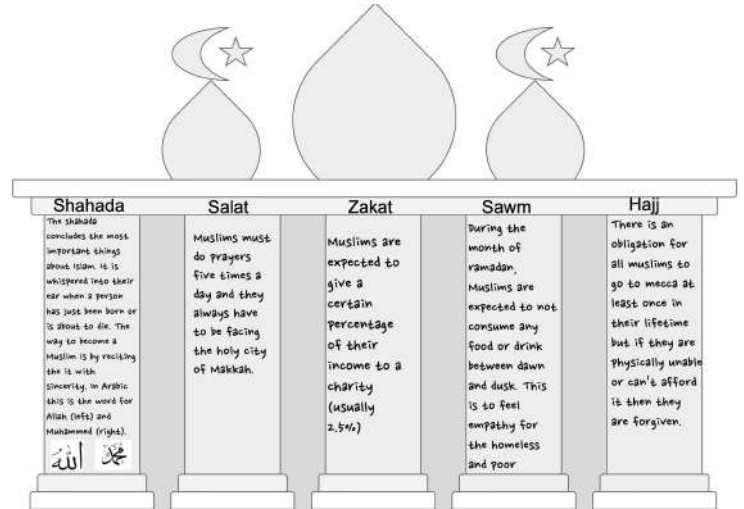 Shahada
The shahada
concludes the most
important things
about Islam. It is
whispered into their
ear when a person
has just been born or
is about to die. The
way to become a
Muslim is by reciting
the it with
sincerity. In Arabic
this is the word for
Allah (left) and
Muhammed (right).
الله
محمد
Salat
Muslims must
do prayers
five times a
day and they
always have
to be facing
the holy city
of Makkah.
Zakat
Muslims are
expected to
give a
certain
percentage
of their
income to a
charity
(usually
2.5%)
Sawm
During the
month of
ramadan,
Muslims are
expected to not
consume any
food or drink
between dawn
and dusk. This
is to feel
empathy for
the homeless
and poor
Hajj
There is an
obligation for
all muslims to
go to mecca at
least once in
their lifetime
but if they are
physically unable
or can't afford
it then they
are forgiven.